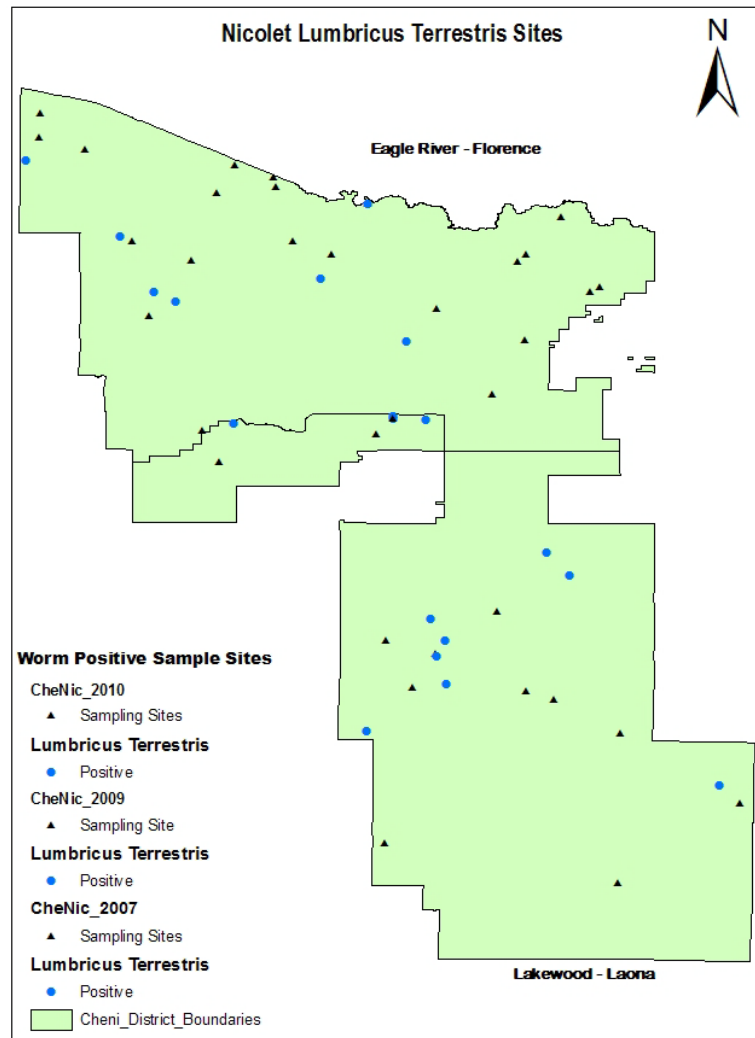 Nicolet Lumbricus Terrestris Sites
N
Eagle River - Florence
Worm Positive Sample Sites
CheNic_2010
Sampling Sites
Lumbricus Terrestris
Positive
CheNic_2009
Sampling Site
Lumbricus Terrestris
Positive
CheNic_2007
Sampling Sites
Lumbricus Terrestris
Positive
Cheni_District_Boundaries
Lakewood - Laona